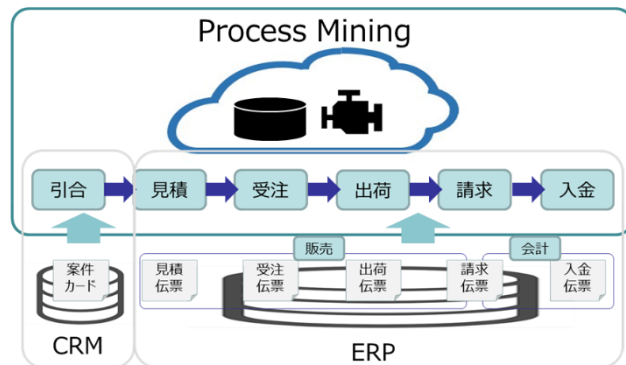 Process Mining
引合
見積
受注
出荷
請求
入金
販売
会計
案件
カード
見積
伝票
受注
伝票
出荷
伝票
請求
伝票
入金
伝票
CRM
ERP